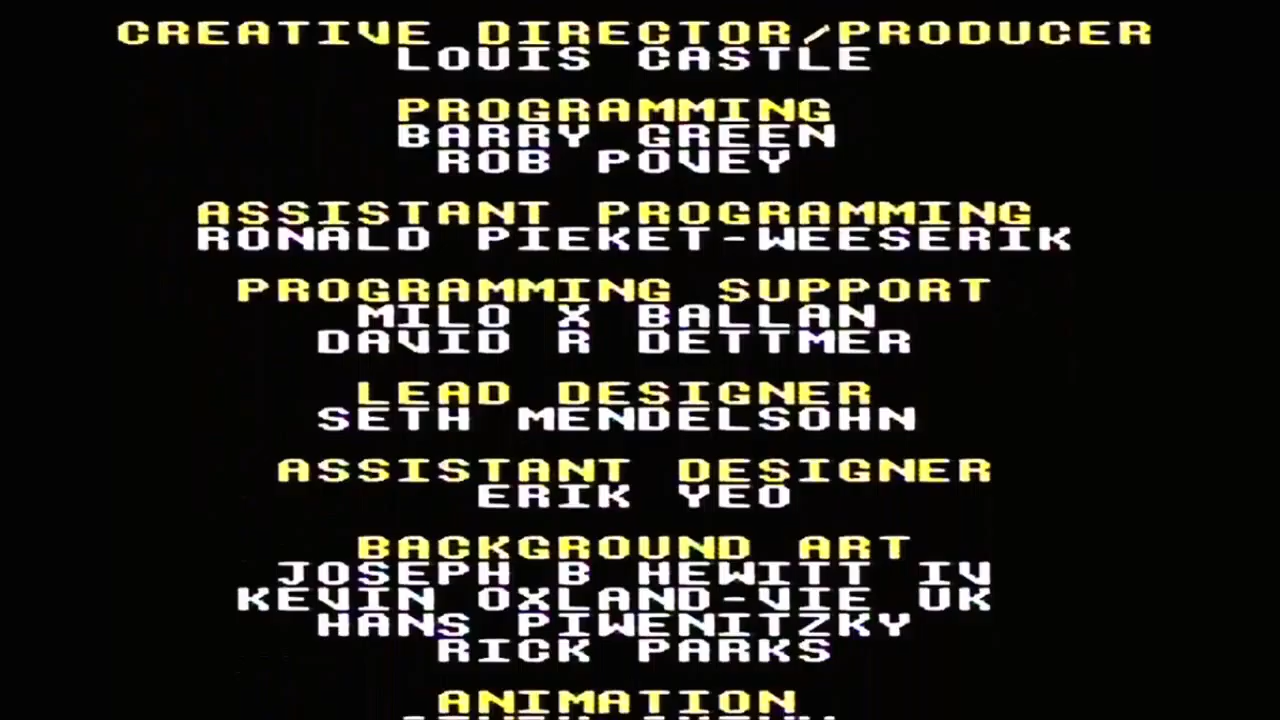 CREATIVE DIRECTOR/PRODUCER
LOUIS CASTLE
PROGRAMMING
BARRY GREEN
ROB POVEY
ASSISTANT PROGRAMMING
RONALD PIEKET-WEESERIK
PROGRAMMING SUPPORT
MILO X BALLAN
DAVID R DETTMER
LEAD DESIGNER
SETH MENDELSOHN
ASSISTANT DESIGNER
ERIK YEO
BACKGROUND ART
JOSEPH B HEWITT IV
KEVIN OXLAND-VIE UK
HANS PIWENITZKY
RICK PARKS
ANIMATION